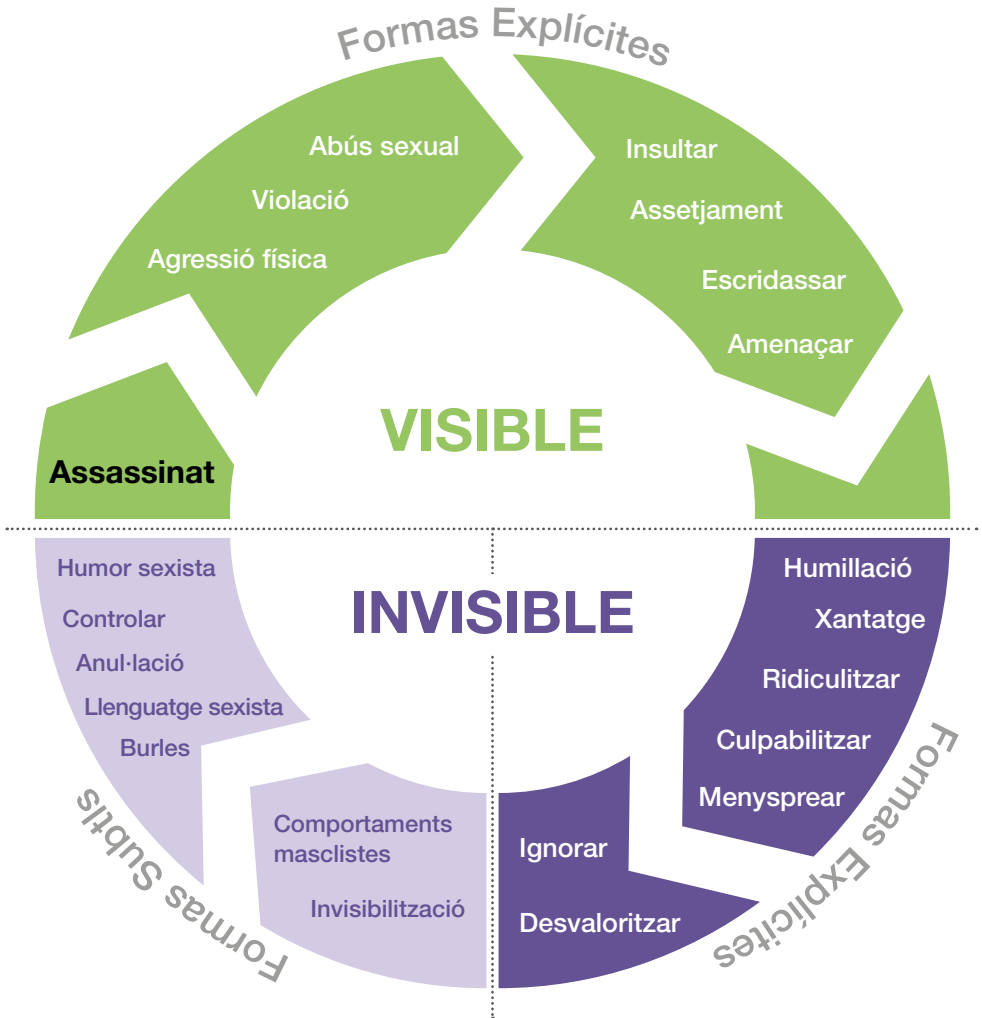 Formas Explícites
Abús sexual
Violació
Agressió física
Assassinat
Insultar
Assetjament
Escridassar
Amenaçar
VISIBLE
INVISIBLE
Humor sexista
Controlar
Anul·lació
Llenguatge sexista
Burles
Comportaments
masclistes
Invisibilització
Formas Subtils
Humillació
Xantatge
Ridiculitzar
Culpabilitzar
Menysprear
Ignorar
Desvaloritzar
Formas Explícites